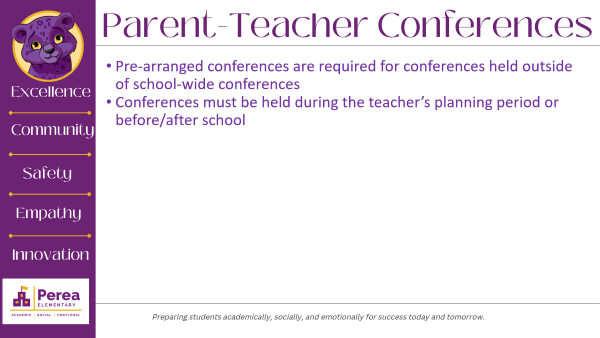 Parent-Teacher Conferences
• Pre-arranged conferences are required for conferences held outside
of school-wide conferences
• Conferences must be held during the teacher’s planning period or
before/after school
Excellence
Community
Safety
Empathy
Innovation
Perea
ELEMENTARY
ACADEMIC • SOCIAL • EMOTIONAL
Preparing students academically, socially, and emotionally for success today and tomorrow.